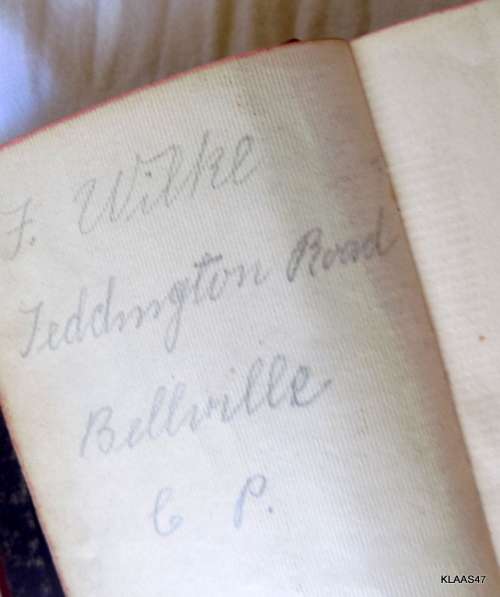 F. Wilke
Teddington Road
Bellville
C P.
KLAAS47